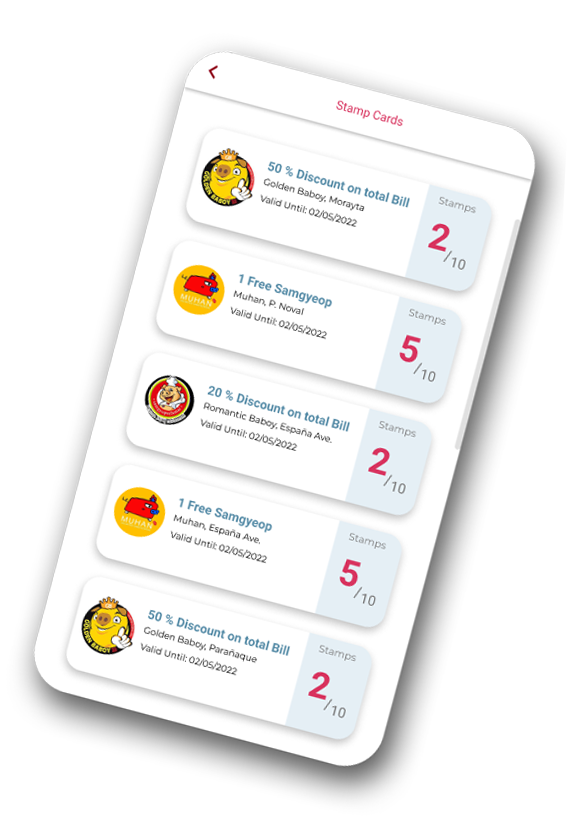 Stamp Cards
50 % Discount on total Bill
Golden Baboy, Morayta
Valid Until: 02/05/2022
Stamps
2/10
GOLDEN BABOY
1 Free Samgyeop
Muhan, P. Noval
Valid Until: 02/05/2022
Stamps
5/10
MUHAN
20 % Discount on total Bill
Romantic Baboy, España Ave.
Valid Until: 02/05/2022
Stamps
2/10
1 Free Samgyeop
Muhan, España Ave.
Valid Until: 02/05/2022
Stamps
5/10
MUHAN
50 % Discount on total Bill
Golden Baboy, Parañaque
Valid Until: 02/05/2022
Stamps
2/10
GOLDEN BABOY